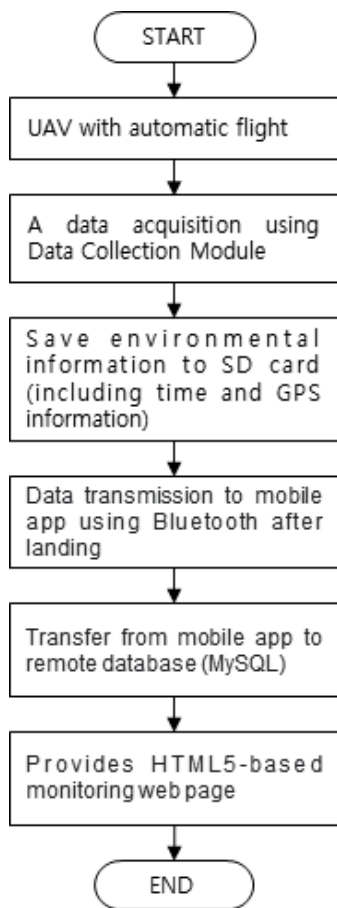 START
UAV with automatic flight
A data acquisition using
Data Collection Module
Save environmental
information to SD card
(including time and GPS
information)
Data transmission to mobile
app using Bluetooth after
landing
Transfer from mobile app to
remote database (MySQL)
Provides HTML5-based
monitoring web page
END